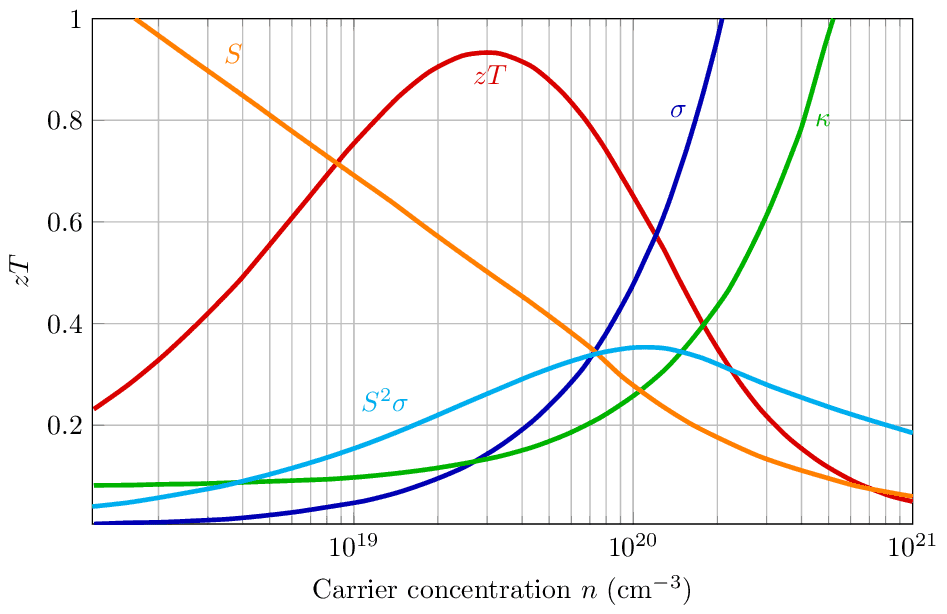 1
0.8
0.6
0.4
0.2
zT
S
zT
σ
κ
S²σ
10¹⁹
10²⁰
10²¹
Carrier concentration n (cm⁻³)